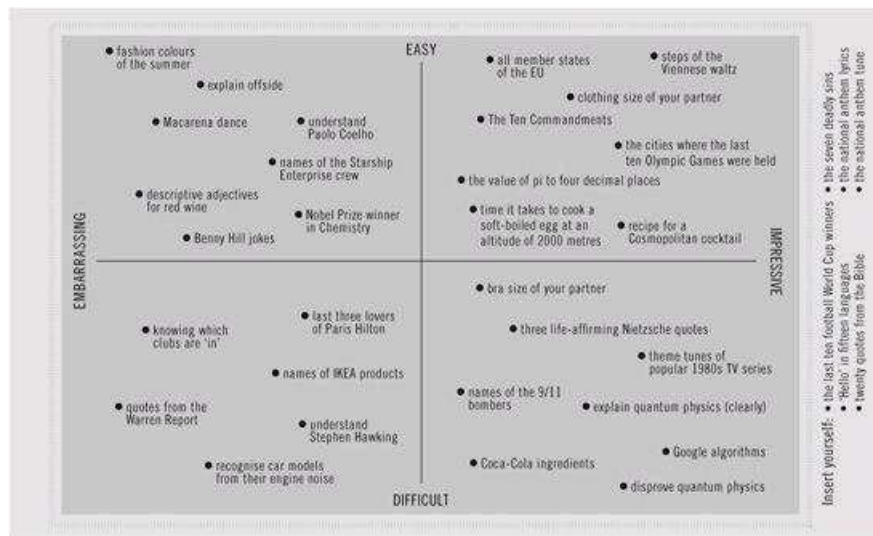 EASY
fashion colours
of the summer
explain offside
Macarena dance
understand
Paolo Coelho
names of the Starship
Enterprise crew
descriptive adjectives
for red wine
Nobel Prize winner
in Chemistry
Benny Hill jokes
all member states
of the EU
steps of the
Viennese waltz
clothing size of your partner
The Ten Commandments
the cities where the last
ten Olympic Games were held
the value of pi to four decimal places
time it takes to cook a
soft-boiled egg at an
altitude of 2000 metres
recipe for a
Cosmopolitan cocktail
EMBARRASSING
IMPRESSIVE
last three lovers
of Paris Hilton
knowing which
clubs are 'in'
names of IKEA products
quotes from the
Warren Report
understand
Stephen Hawking
recognise car models
from their engine noise
bra size of your partner
three life-affirming Nietzsche quotes
theme tunes of
popular 1980s TV series
names of the 9/11
bombers
explain quantum physics (clearly)
Google algorithms
Coca-Cola ingredients
disprove quantum physics
DIFFICULT
Insert yourself: • the last ten football World Cup winners • the seven deadly sins
• 'Hello' in fifteen languages • the national anthem lyrics
• twenty quotes from the Bible • the national anthem tune